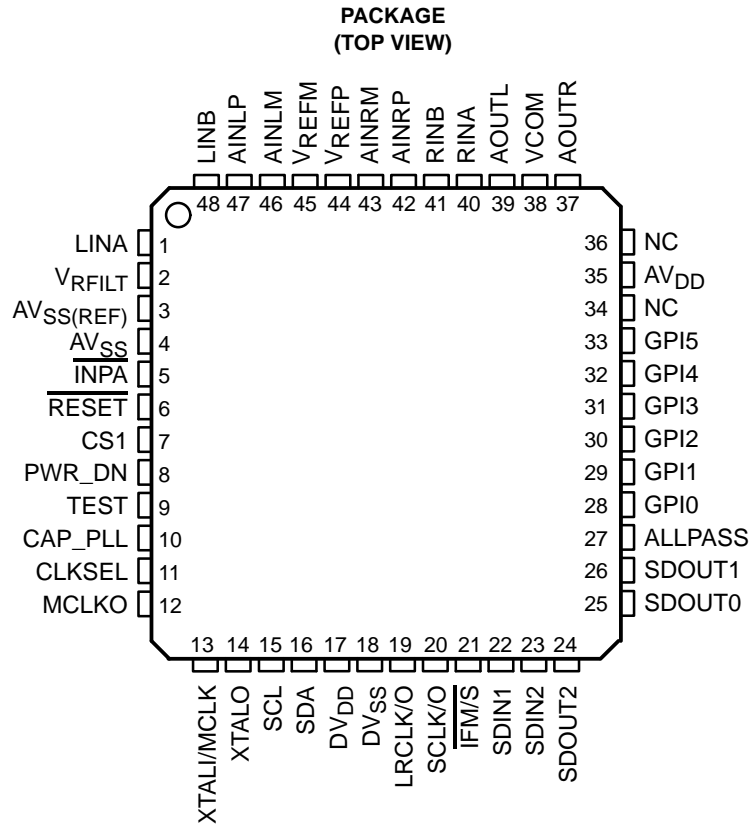 PACKAGE
(TOP VIEW)
LINB
AINLP
AINLM
VREFM
VREFP
AINRM
AINRP
RINB
RINA
AOUTL
VCOM
AOUTR
48 47 46 45 44 43 42 41 40 39 38 37
LINA 1
VRFILT 2
AVSS(REF) 3
AVSS 4
INPA 5
RESET 6
CS1 7
PWR_DN 8
TEST 9
CAP_PLL 10
CLKSEL 11
MCLKO 12
36 NC
35 AVDD
34 NC
33 GPI5
32 GPI4
31 GPI3
30 GPI2
29 GPI1
28 GPI0
27 ALLPASS
26 SDOUT1
25 SDOUT0
13 14 15 16 17 18 19 20 21 22 23 24
XTALI/MCLK
XTALO
SCL
SDA
DVDD
DVSS
LRCLK/O
SCLK/O
IFM/S
SDIN1
SDIN2
SDOUT2